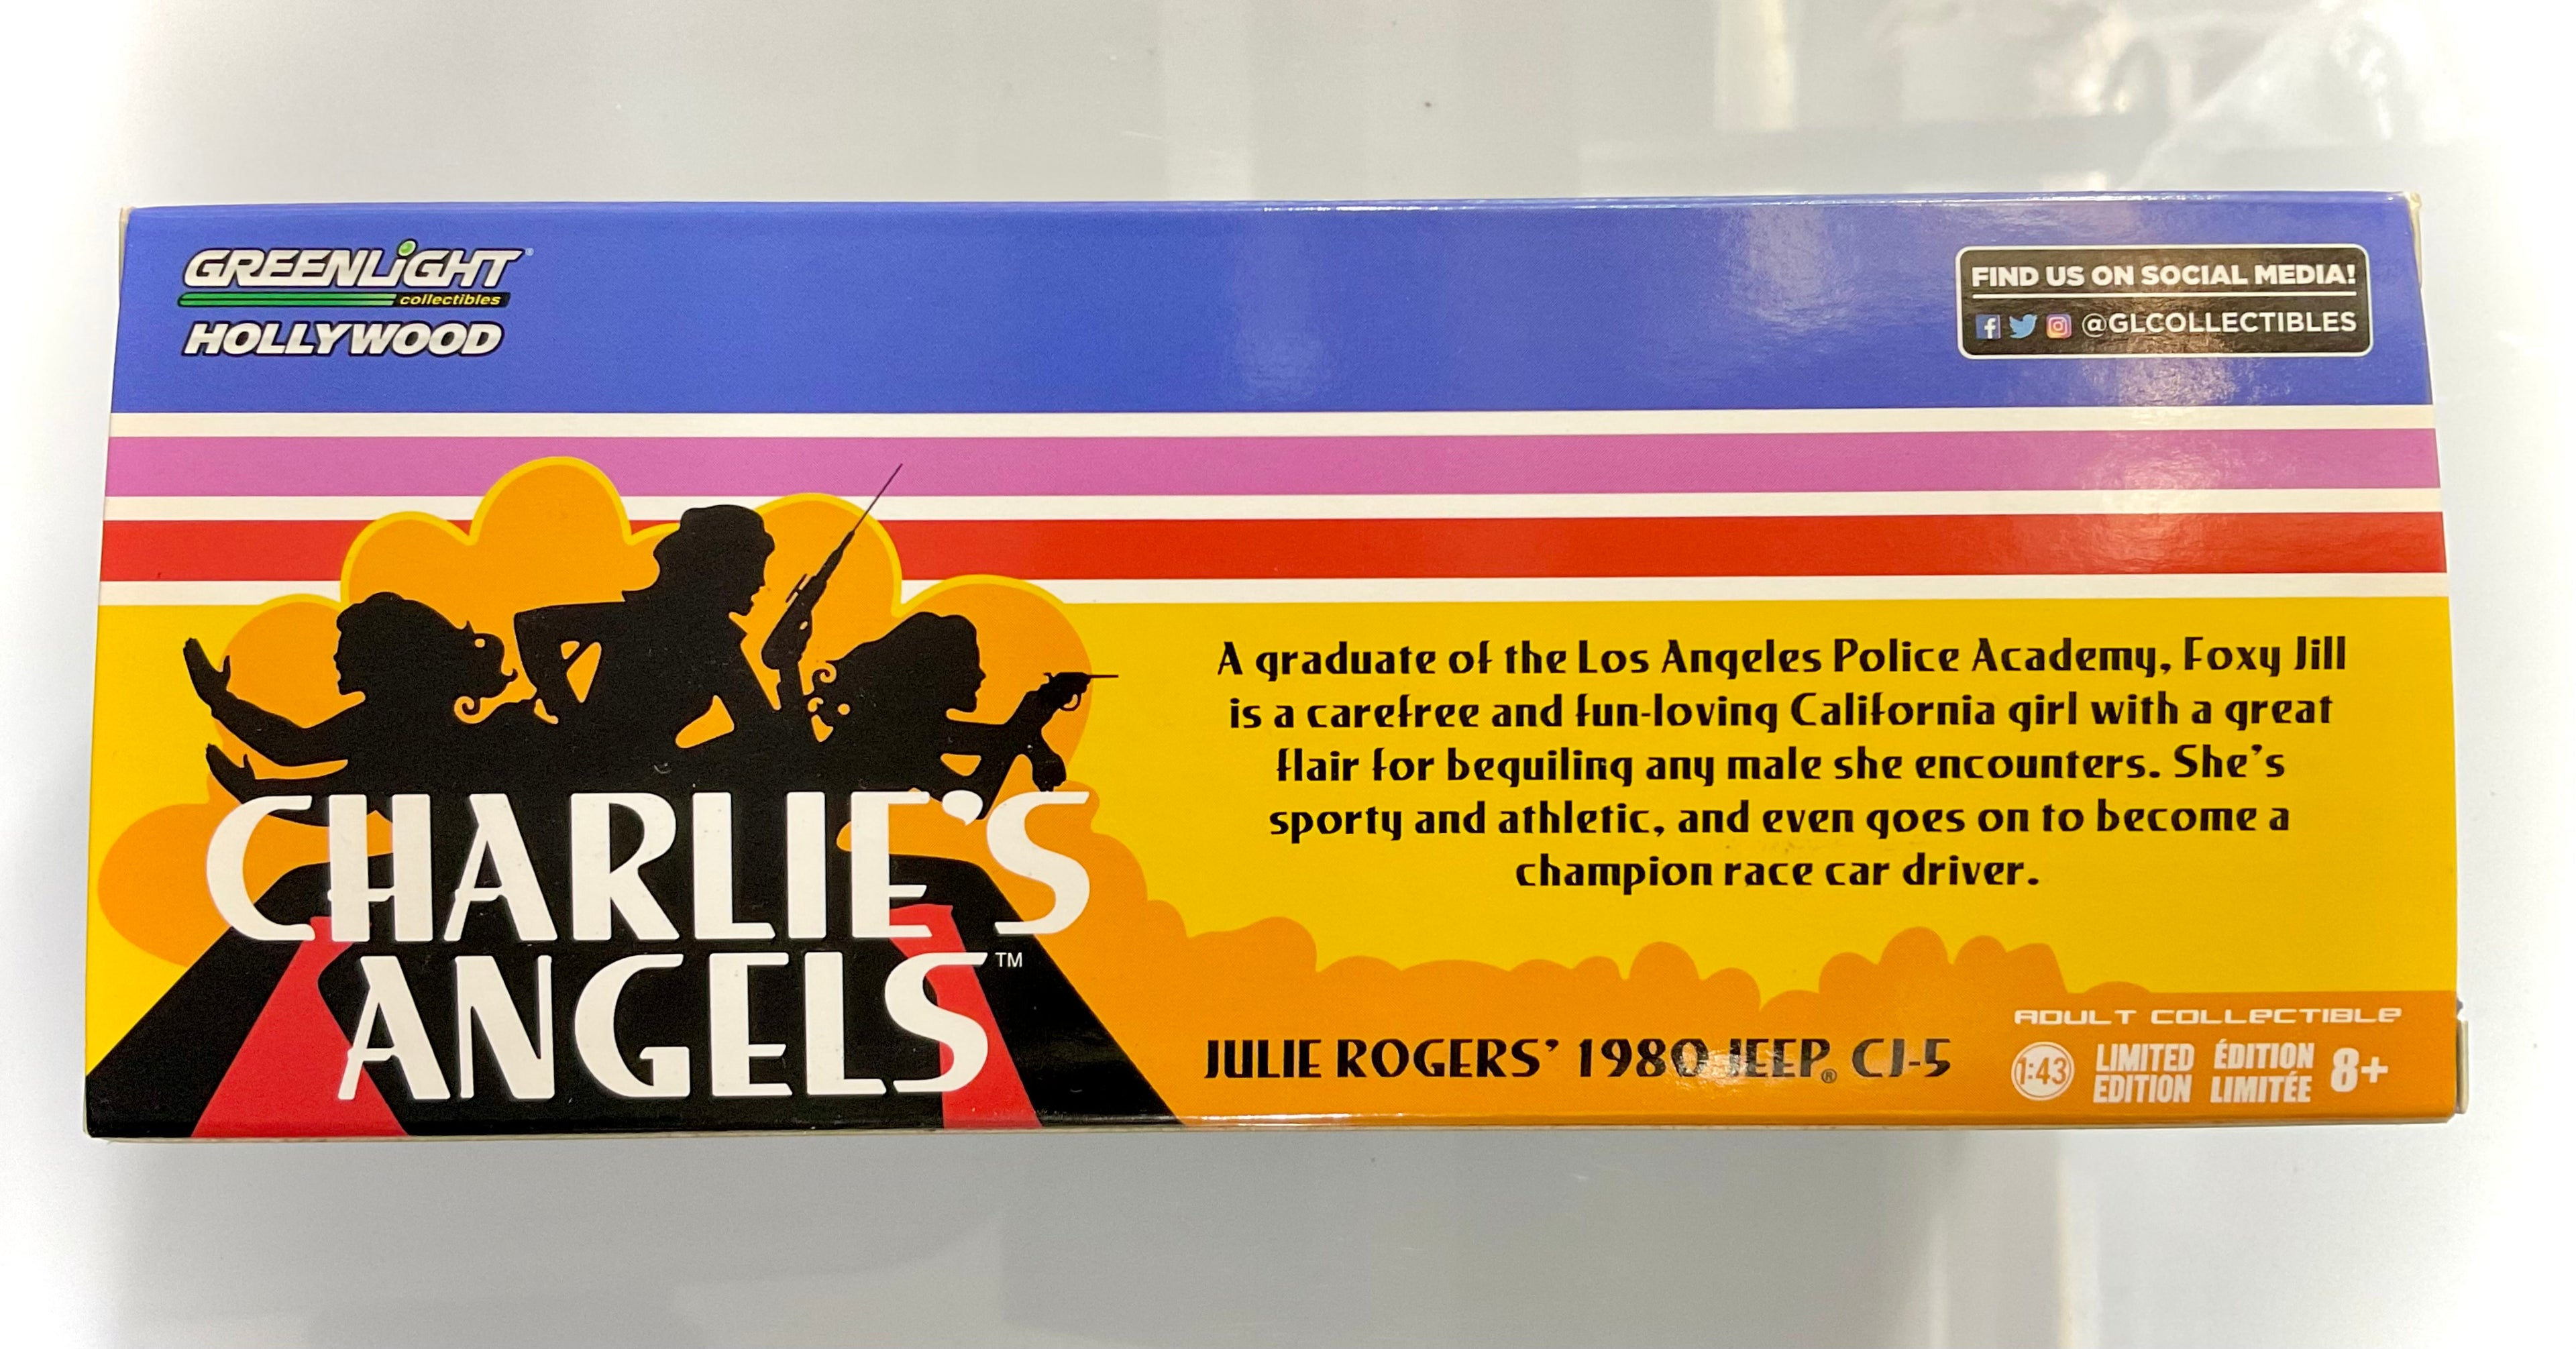 GREENLiGHT®
collectibles
HOLLYWOOD
FIND US ON SOCIAL MEDIA!
@GLCOLLECTIBLES
CHARLIE'S
ANGELS™
A graduate of the Los Angeles Police Academy, Foxy Jill
is a carefree and fun-loving California girl with a great
flair for beguiling any male she encounters. She's
sporty and athletic, and even goes on to become a
champion race car driver.
JULIE ROGERS' 1980 JEEP® CJ-5
ADULT COLLECTIBLE
1:43
LIMITED EDITION
ÉDITION LIMITÉE
8+